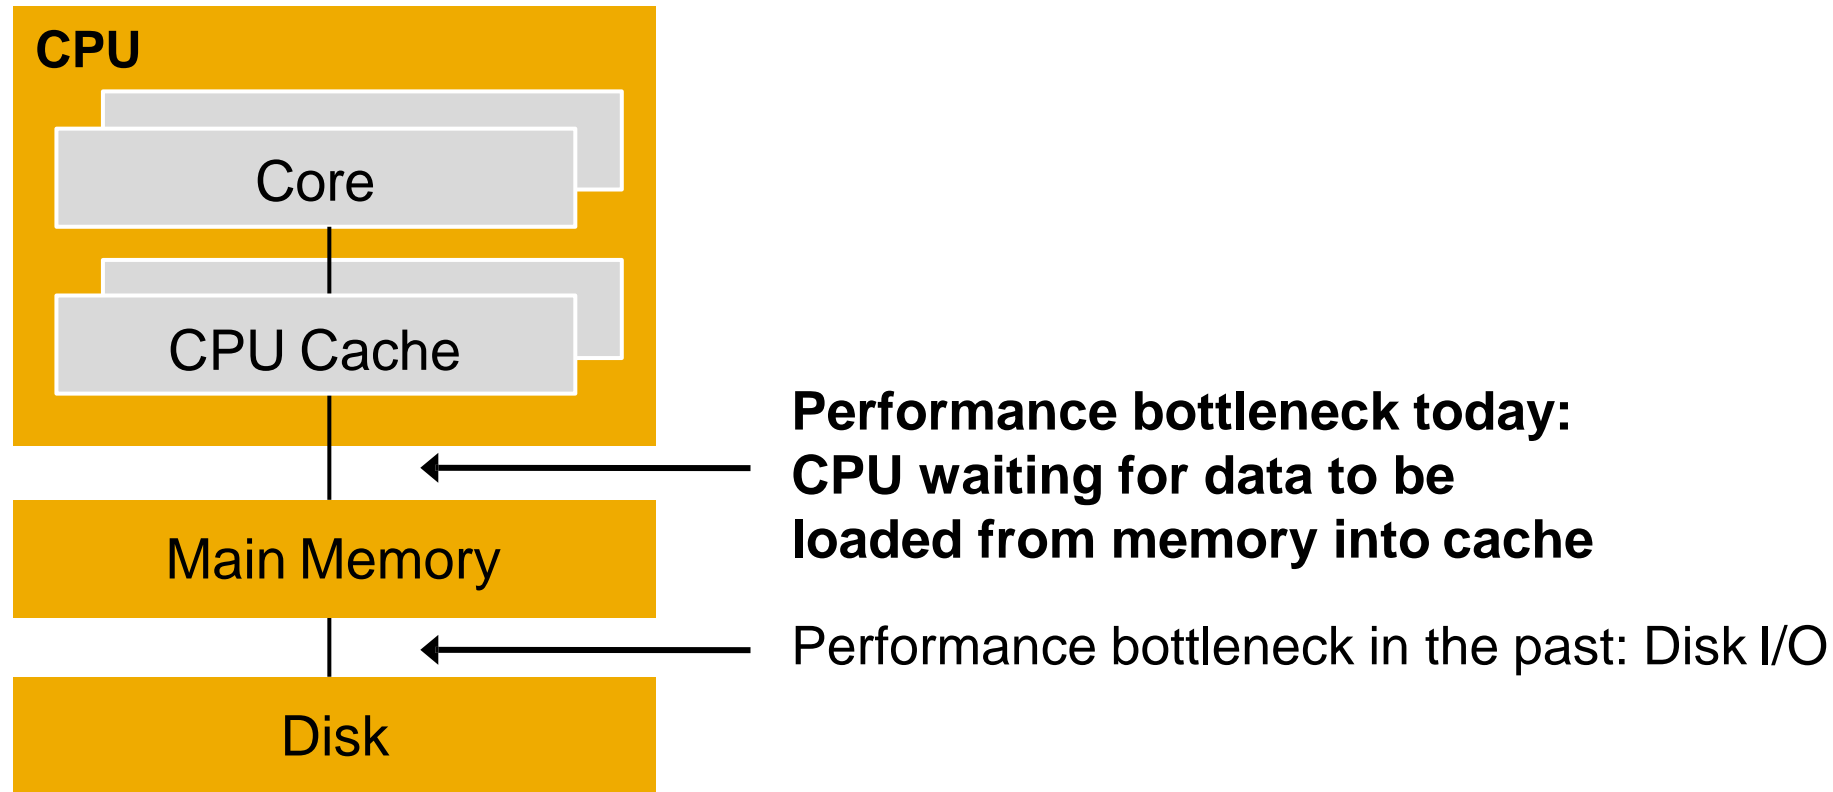 CPU
Core
CPU Cache
Performance bottleneck today:
CPU waiting for data to be
loaded from memory into cache
Main Memory
Performance bottleneck in the past: Disk I/O
Disk